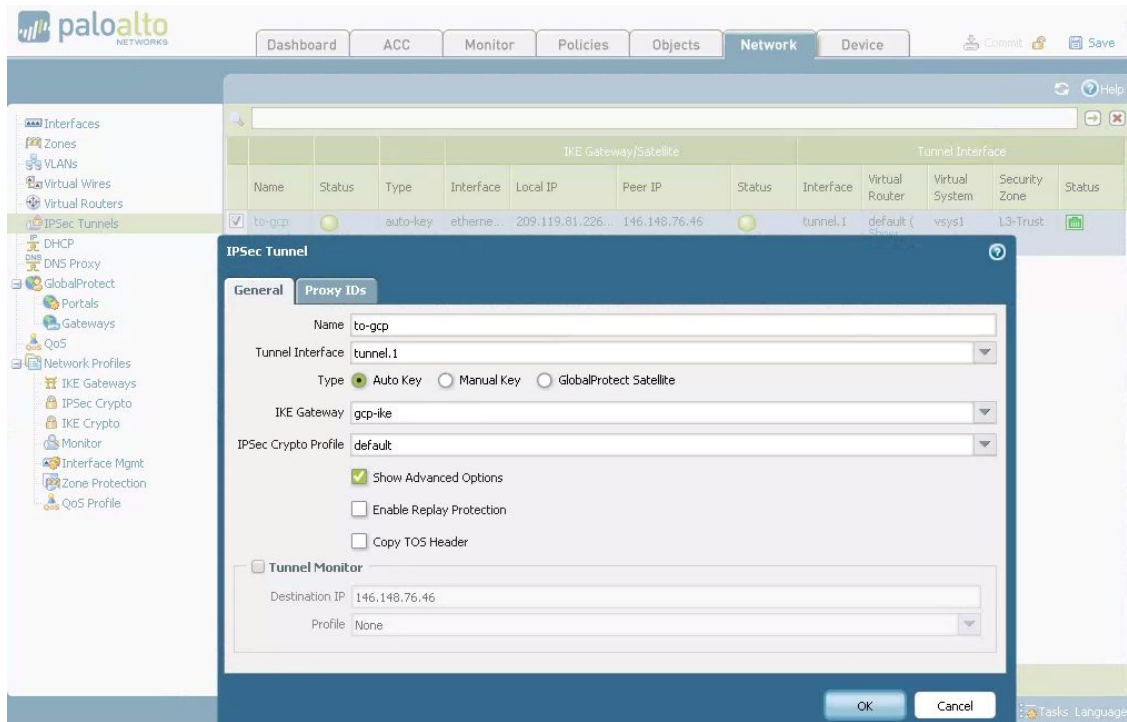 paloalto
NETWORKS
Dashboard ACC Monitor Policies Objects Network Device Commit Save
Help
Interfaces
Zones
VLANs
Virtual Wires
Virtual Routers
IPSec Tunnels
DHCP
DNS Proxy
GlobalProtect
Portals
Gateways
QoS
Network Profiles
IKE Gateways
IPSec Crypto
IKE Crypto
Monitor
Interface Mgmt
Zone Protection
QoS Profile
IKE Gateway/Satellite Tunnel Interface
Name Status Type Interface Local IP Peer IP Status Interface Virtual Router Virtual System Security Zone Status
to-gcp auto-key etherne... 209.119.81.226... 146.148.76.46 tunnel.1 default ( vsys1 L3-Trust
IPSec Tunnel
General Proxy IDs
Name to-gcp
Tunnel Interface tunnel.1
Type Auto Key Manual Key GlobalProtect Satellite
IKE Gateway gcp-ike
IPSec Crypto Profile default
Show Advanced Options
Enable Replay Protection
Copy TOS Header
Tunnel Monitor
Destination IP 146.148.76.46
Profile None
OK Cancel
Tasks Language